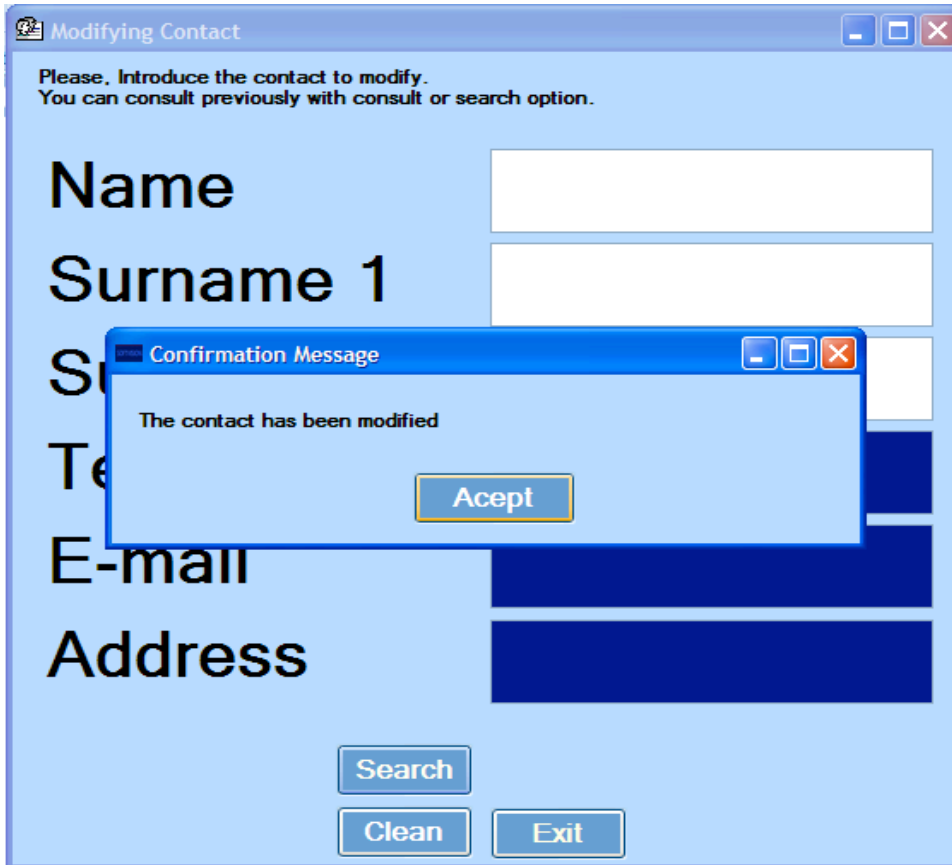 Modifying Contact
Please, Introduce the contact to modify.
You can consult previously with consult or search option.
Name
Surname 1
Confirmation Message
The contact has been modified
Acept
E-mail
Address
Search
Clean
Exit